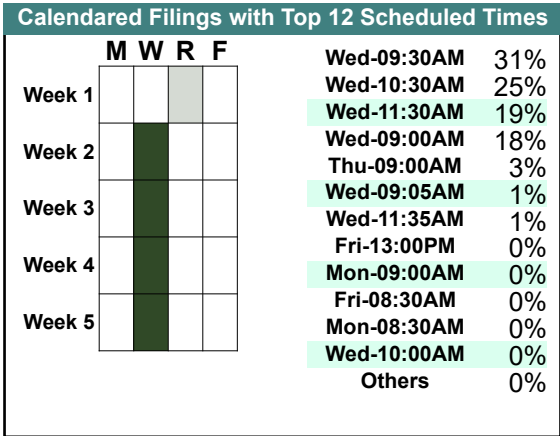 Calendared Filings with Top 12 Scheduled Times
M W R F
Week 1
Week 2
Week 3
Week 4
Week 5
Wed-09:30AM 31%
Wed-10:30AM 25%
Wed-11:30AM 19%
Wed-09:00AM 18%
Thu-09:00AM 3%
Wed-09:05AM 1%
Wed-11:35AM 1%
Fri-13:00PM 0%
Mon-09:00AM 0%
Fri-08:30AM 0%
Mon-08:30AM 0%
Wed-10:00AM 0%
Others 0%